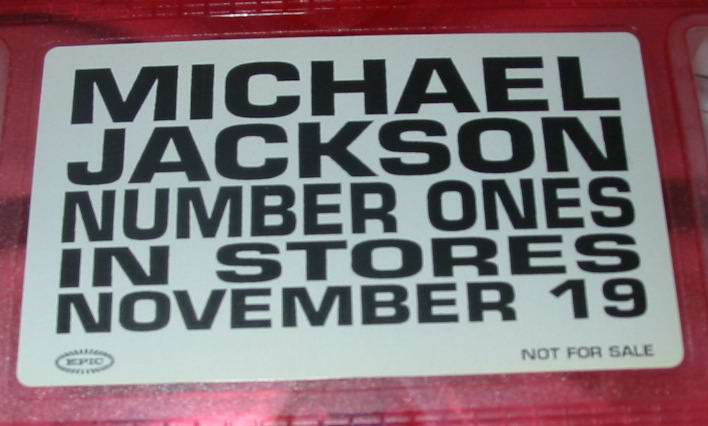 MICHAEL
JACKSON
NUMBER ONES
IN STORES
NOVEMBER 19
EPIC
NOT FOR SALE